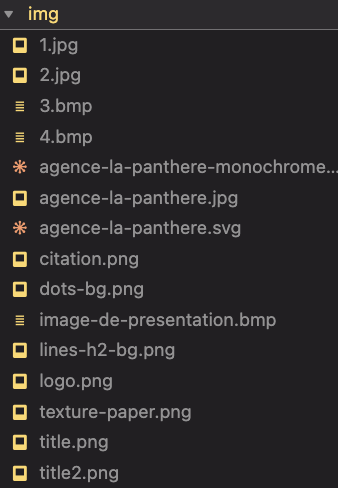 img
1.jpg
2.jpg
3.bmp
4.bmp
agence-la-panthere-monochrome...
agence-la-panthere.jpg
agence-la-panthere.svg
citation.png
dots-bg.png
image-de-presentation.bmp
lines-h2-bg.png
logo.png
texture-paper.png
title.png
title2.png